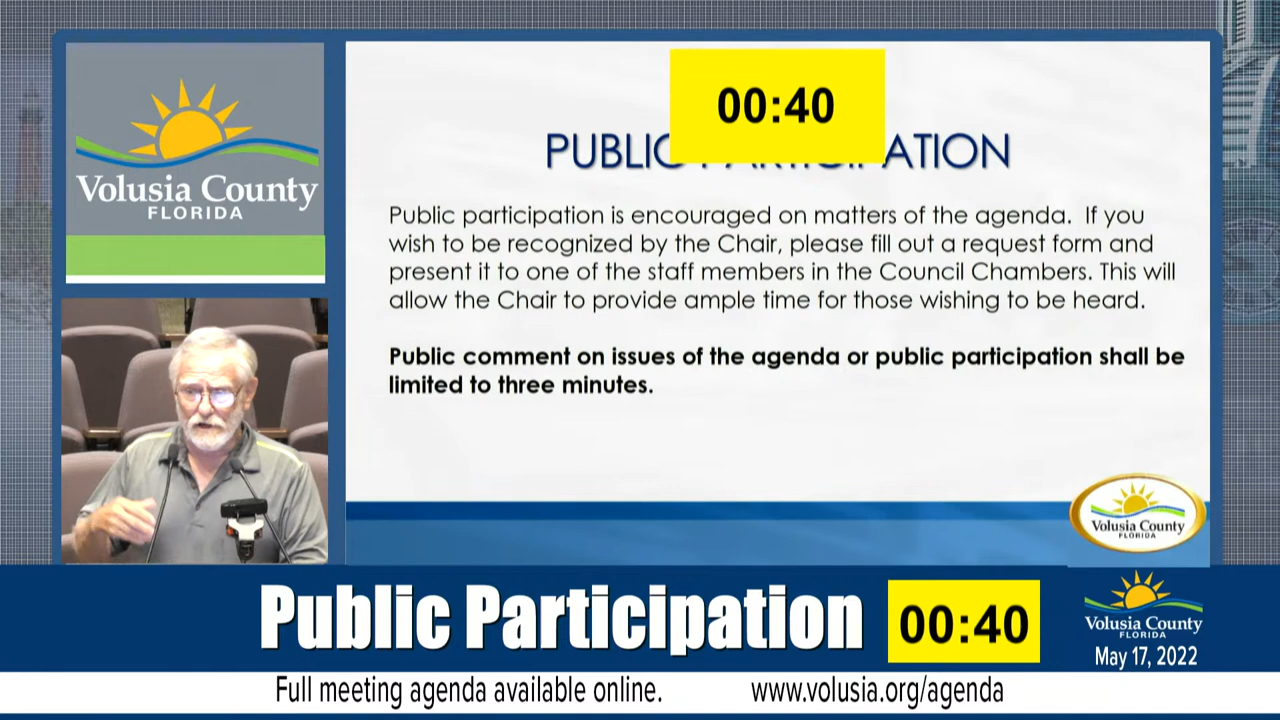 Volusia County
FLORIDA
00:40
PUBLIC PARTICIPATION
Public participation is encouraged on matters of the agenda. If you
wish to be recognized by the Chair, please fill out a request form and
present it to one of the staff members in the Council Chambers. This will
allow the Chair to provide ample time for those wishing to be heard.
Public comment on issues of the agenda or public participation shall be
limited to three minutes.
Volusia County
FLORIDA
Public Participation
00:40
Volusia County
FLORIDA
May 17, 2022
Full meeting agenda available online.
www.volusia.org/agenda